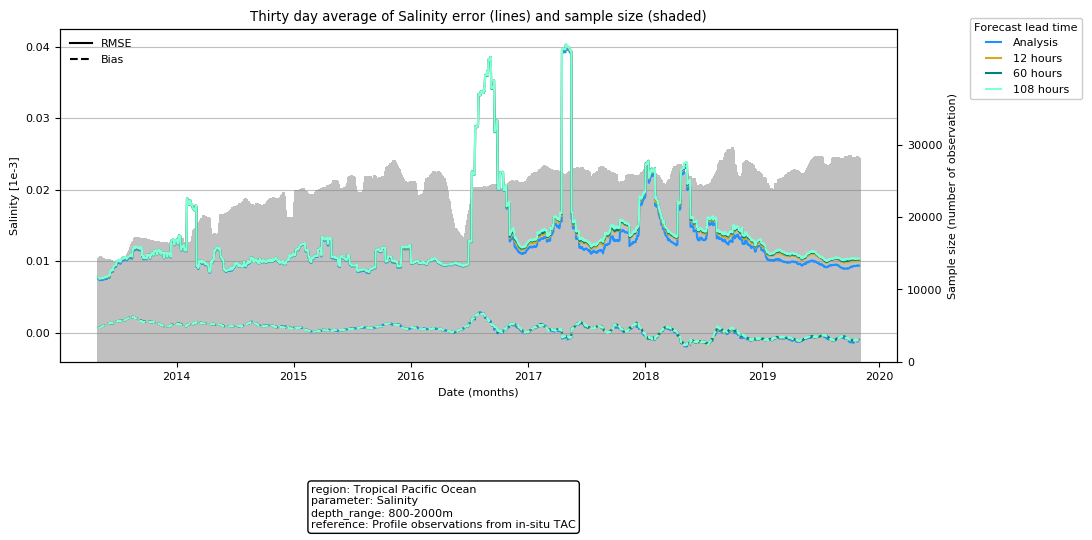 Thirty day average of Salinity error (lines) and sample size (shaded)
Forecast lead time
Analysis
12 hours
60 hours
108 hours
RMSE
Bias
0.04
0.03
0.02
0.01
0.00
Salinity [1e-3]
30000
20000
10000
0
Sample size (number of observation)
2014 2015 2016 2017 2018 2019 2020
Date (months)
region: Tropical Pacific Ocean
parameter: Salinity
depth_range: 800-2000m
reference: Profile observations from in-situ TAC